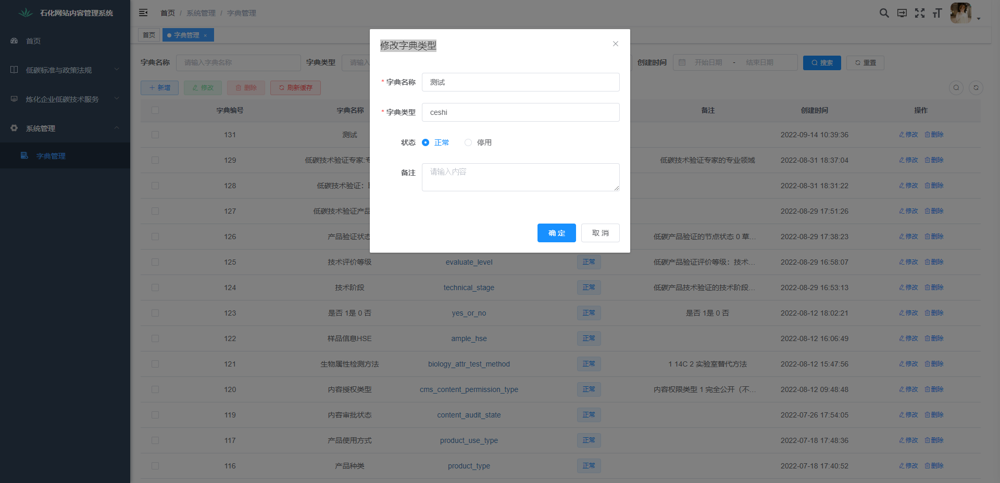 石化网站内容管理系统
首页
低碳标准与政策法规
炼化企业低碳技术服务
系统管理
字典管理
首页 / 系统管理 / 字典管理
首页
字典管理 ×
字典名称 请输入字典名称 字典类型 请输入 创建时间 开始日期 - 结束日期 搜索 重置
新增 修改 删除 刷新缓存
字典编号 字典名称 备注 创建时间 操作
131 测试 2022-09-14 10:39:36 修改 删除
129 低碳技术验证专家:专 低碳技术验证专家的专业领域 2022-08-31 18:37:04 修改 删除
128 低碳技术验证： 2022-08-31 18:31:22 修改 删除
127 低碳技术验证产品 2022-08-29 17:51:26 修改 删除
126 产品验证状态 低碳产品验证的节点状态 0 草... 2022-08-29 17:38:23 修改 删除
125 技术评价等级 evaluate_level 正常 低碳产品验证评价等级：技术... 2022-08-29 16:58:07 修改 删除
124 技术阶段 technical_stage 正常 低碳产品技术验证的技术阶段... 2022-08-29 16:53:13 修改 删除
123 是否 1是 0 否 yes_or_no 正常 是否 1是 0 否 2022-08-12 18:02:21 修改 删除
122 样品信息HSE ample_hse 正常 2022-08-12 16:06:49 修改 删除
121 生物属性检测方法 biology_attr_test_method 正常 1 14C 2 实验室替代方法 2022-08-12 15:47:56 修改 删除
120 内容授权类型 cms_content_permission_type 正常 内容权限类型 1 完全公开（不... 2022-08-12 09:48:48 修改 删除
119 内容审批状态 content_audit_state 正常 2022-07-26 17:54:05 修改 删除
117 产品使用方式 product_use_type 正常 2022-07-18 17:48:36 修改 删除
116 产品种类 product_type 正常 2022-07-18 17:40:52 修改 删除
修改字典类型
* 字典名称 测试
* 字典类型 ceshi
状态 正常 停用
备注 请输入内容
确 定 取 消